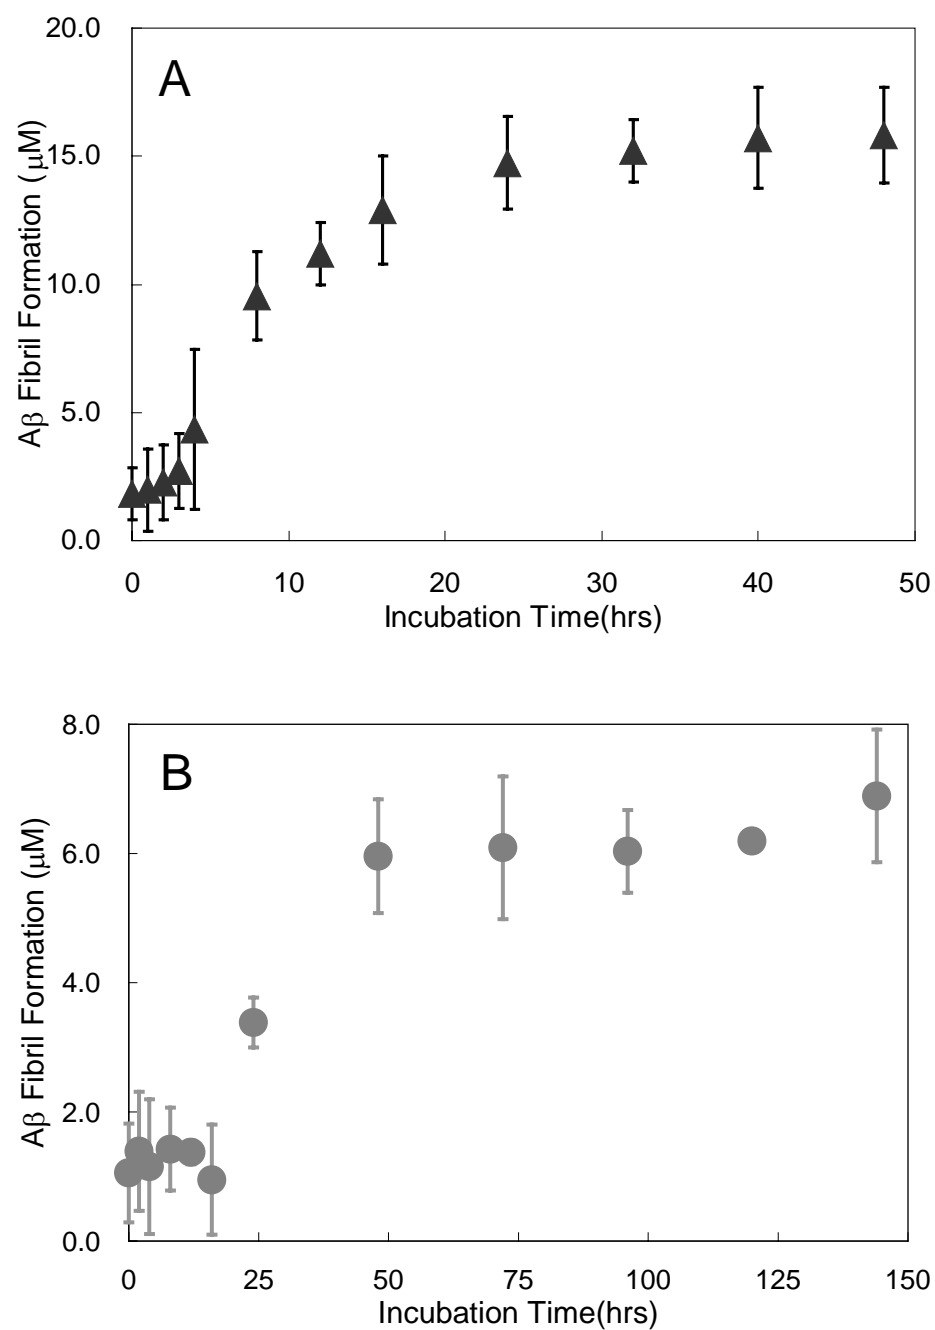 A
Aβ Fibril Formation (μM)
20.0
15.0
10.0
5.0
0.0
0 10 20 30 40 50
Incubation Time(hrs)
B
Aβ Fibril Formation (μM)
8.0
6.0
4.0
2.0
0.0
0 25 50 75 100 125 150
Incubation Time(hrs)